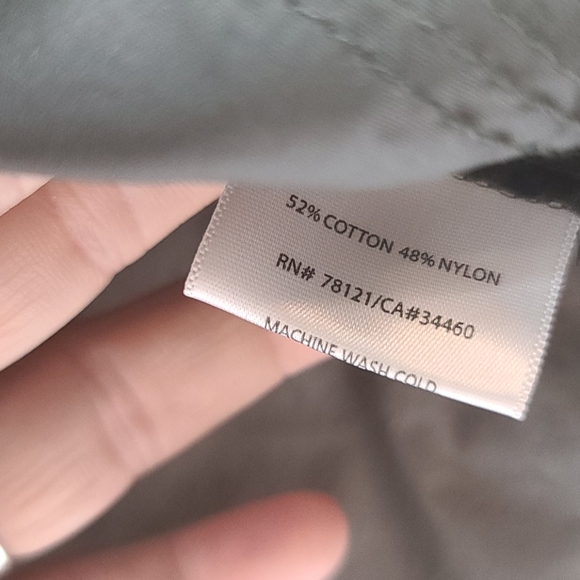 52% COTTON 48% NYLON
RN# 78121/CA#34460
MACHINE WASH COLD